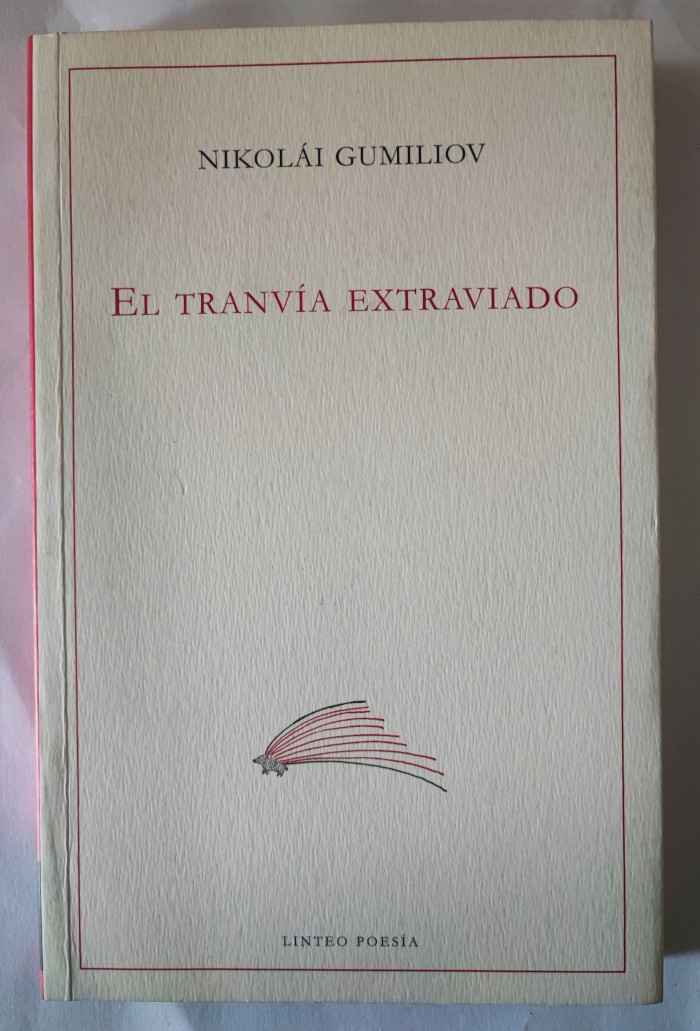 NIKOLÁI GUMILIOV
EL TRANVÍA EXTRAVIADO
LINTEO POESÍA